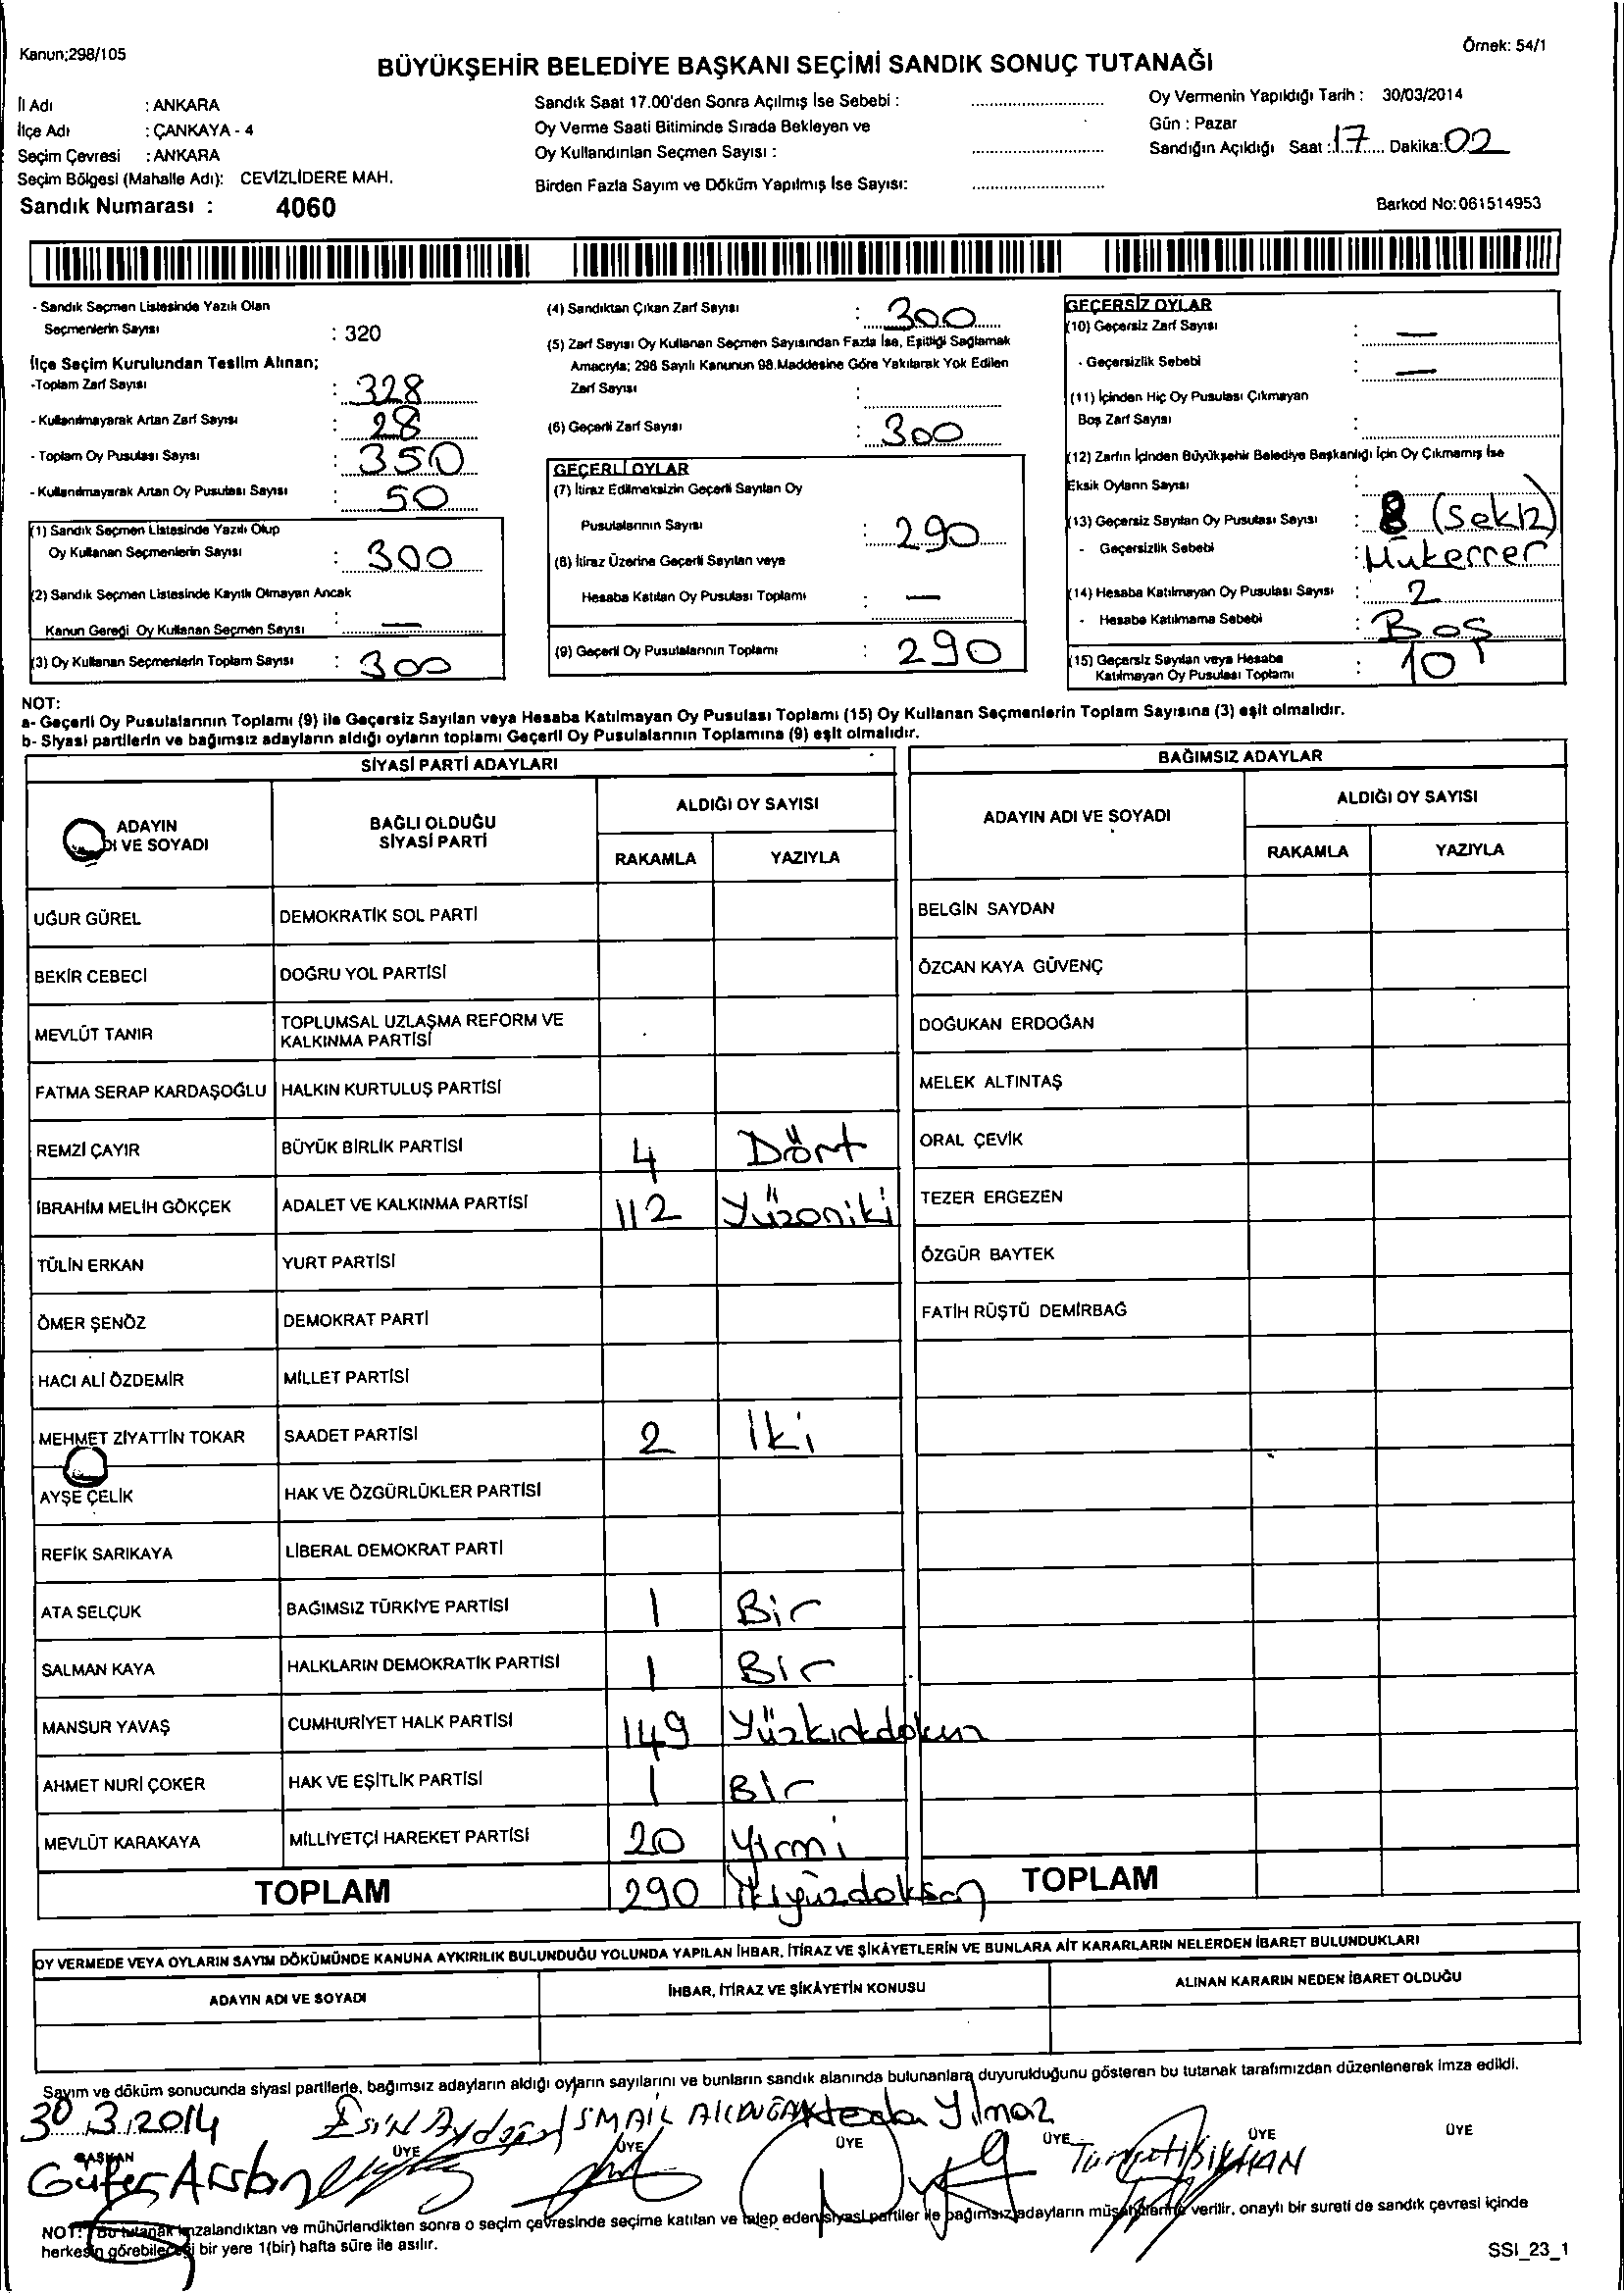 Kanun;298/105
Örnek: 54/1
BÜYÜKŞEHİR BELEDİYE BAŞKANI SEÇİMİ SANDIK SONUÇ TUTANAĞI
İl Adı : ANKARA
İlçe Adı : ÇANKAYA - 4
Seçim Çevresi : ANKARA
Seçim Bölgesi (Mahalle Adı): CEVİZLİDERE MAH.
Sandık Numarası : 4060
Sandık Saat 17.00'den Sonra Açılmış İse Sebebi :
Oy Verme Saati Bitiminde Sırada Bekleyen ve
Oy Kullandırılan Seçmen Sayısı :
Birden Fazla Sayım ve Döküm Yapılmış İse Sayısı:
Oy Vermenin Yapıldığı Tarih : 30/03/2014
Gün : Pazar
Sandığın Açıldığı Saat : 17 Dakika: 02
Barkod No:061514953
- Sandık Seçmen Listesinde Yazılı Olan
Seçmenlerin Sayısı : 320
İlçe Seçim Kurulundan Teslim Alınan;
-Toplam Zarf Sayısı : 328
- Kullanılmayarak Artan Zarf Sayısı : 28
- Toplam Oy Pusulası Sayısı : 350
- Kullanılmayarak Artan Oy Pusulası Sayısı : 50
(1) Sandık Seçmen Listesinde Yazılı Olup
Oy Kullanan Seçmenlerin Sayısı : 300
(2) Sandık Seçmen Listesinde Kayıtlı Olmayan Ancak
Kanun Gereği Oy Kullanan Seçmen Sayısı : —
(3) Oy Kullanan Seçmenlerin Toplam Sayısı : 300
(4) Sandıktan Çıkan Zarf Sayısı : 300
(5) Zarf Sayısı Oy Kullanan Seçmen Sayısından Fazla İse, Eşitliği Sağlamak
Amacıyla; 298 Sayılı Kanunun 98.Maddesine Göre Yakılarak Yok Edilen
Zarf Sayısı :
(6) Geçerli Zarf Sayısı : 300
GEÇERLİ OYLAR
(7) İtiraz Edilmeksizin Geçerli Sayılan Oy
Pusulalarının Sayısı : 290
(8) İtiraz Üzerine Geçerli Sayılan veya
Hesaba Katılan Oy Pusulası Toplamı : —
(9) Geçerli Oy Pusulalarının Toplamı : 290
GEÇERSİZ OYLAR
(10) Geçersiz Zarf Sayısı : —
- Geçersizlik Sebebi : —
(11) İçinden Hiç Oy Pusulası Çıkmayan
Boş Zarf Sayısı :
(12) Zarfın İçinden Büyükşehir Belediye Başkanlığı İçin Oy Çıkmamış İse
Eksik Oyların Sayısı :
(13) Geçersiz Sayılan Oy Pusulası Sayısı : 8 (Sekiz)
- Geçersizlik Sebebi : Mükerrer
(14) Hesaba Katılmayan Oy Pusulası Sayısı : 2
- Hesaba Katılmama Sebebi : Boş
(15) Geçersiz Sayılan veya Hesaba
Katılmayan Oy Pusulası Toplamı : 10
NOT:
a- Geçerli Oy Pusulalarının Toplamı (9) ile Geçersiz Sayılan veya Hesaba Katılmayan Oy Pusulası Toplamı (15) Oy Kullanan Seçmenlerin Toplam Sayısına (3) eşit olmalıdır.
b- Siyasi partilerin ve bağımsız adayların aldığı oyların toplamı Geçerli Oy Pusulalarının Toplamına (9) eşit olmalıdır.
SİYASİ PARTİ ADAYLARI
ADAYIN
DI VE SOYADI
BAĞLI OLDUĞU
SİYASİ PARTİ
ALDIĞI OY SAYISI
RAKAMLA YAZIYLA
UĞUR GÜREL DEMOKRATİK SOL PARTİ
BEKİR CEBECİ DOĞRU YOL PARTİSİ
MEVLÜT TANIR TOPLUMSAL UZLAŞMA REFORM VE
KALKINMA PARTİSİ
FATMA SERAP KARDAŞOĞLU HALKIN KURTULUŞ PARTİSİ
REMZİ ÇAYIR BÜYÜK BİRLİK PARTİSİ 4 Dört
İBRAHİM MELİH GÖKÇEK ADALET VE KALKINMA PARTİSİ 112 Yüzoniki
TÜLİN ERKAN YURT PARTİSİ
ÖMER ŞENÖZ DEMOKRAT PARTİ
HACI ALİ ÖZDEMİR MİLLET PARTİSİ
MEHMET ZİYATTİN TOKAR SAADET PARTİSİ 2 İki
AYŞE ÇELİK HAK VE ÖZGÜRLÜKLER PARTİSİ
REFİK SARIKAYA LİBERAL DEMOKRAT PARTİ
ATA SELÇUK BAĞIMSIZ TÜRKİYE PARTİSİ 1 Bir
SALMAN KAYA HALKLARIN DEMOKRATİK PARTİSİ 1 Bir
MANSUR YAVAŞ CUMHURİYET HALK PARTİSİ 149 Yüzkırkdokuz
AHMET NURİ ÇOKER HAK VE EŞİTLİK PARTİSİ 1 Bir
MEVLÜT KARAKAYA MİLLİYETÇİ HAREKET PARTİSİ 20 Yirmi
TOPLAM 290 İkiyüzdoksan
BAĞIMSIZ ADAYLAR
ADAYIN ADI VE SOYADI
ALDIĞI OY SAYISI
RAKAMLA YAZIYLA
BELGİN SAYDAN
ÖZCAN KAYA GÜVENÇ
DOĞUKAN ERDOĞAN
MELEK ALTINTAŞ
ORAL ÇEVİK
TEZER ERGEZEN
ÖZGÜR BAYTEK
FATİH RÜŞTÜ DEMİRBAĞ
TOPLAM
OY VERMEDE VEYA OYLARIN SAYIM DÖKÜMÜNDE KANUNA AYKIRILIK BULUNDUĞU YOLUNDA YAPILAN İHBAR, İTİRAZ VE ŞİKÂYETLERİN VE BUNLARA AİT KARARLARIN NELERDEN İBARET BULUNDUKLARI
ADAYIN ADI VE SOYADI
İHBAR, İTİRAZ VE ŞİKÂYETİN KONUSU
ALINAN KARARIN NEDEN İBARET OLDUĞU
Sayım ve döküm sonucunda siyasi partilerle, bağımsız adayların aldığı oyların sayılarını ve bunların sandık alanında bulunanlara duyurulduğunu gösteren bu tutanak tarafımızdan düzenlenerek imza edildi.
30.3.2014 İSMAİL Yılmaz
BAŞKAN ÜYE ÜYE ÜYE ÜYE ÜYE ÜYE
NOT: Bu tutanak imzalandıktan ve mühürlendikten sonra o seçim çevresinde seçime katılan ve talep eden siyasi partiler ile bağımsız adayların müşahitlerine verilir, onaylı bir sureti de sandık çevresi içinde
herkesin görebileceği bir yere 1(bir) hafta süre ile asılır.
SSI_23_1